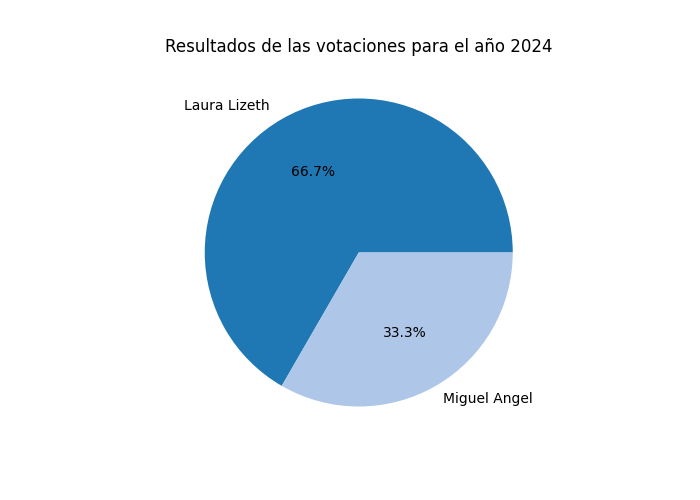 Resultados de las votaciones para el año 2024
Laura Lizeth
66.7%
33.3%
Miguel Angel